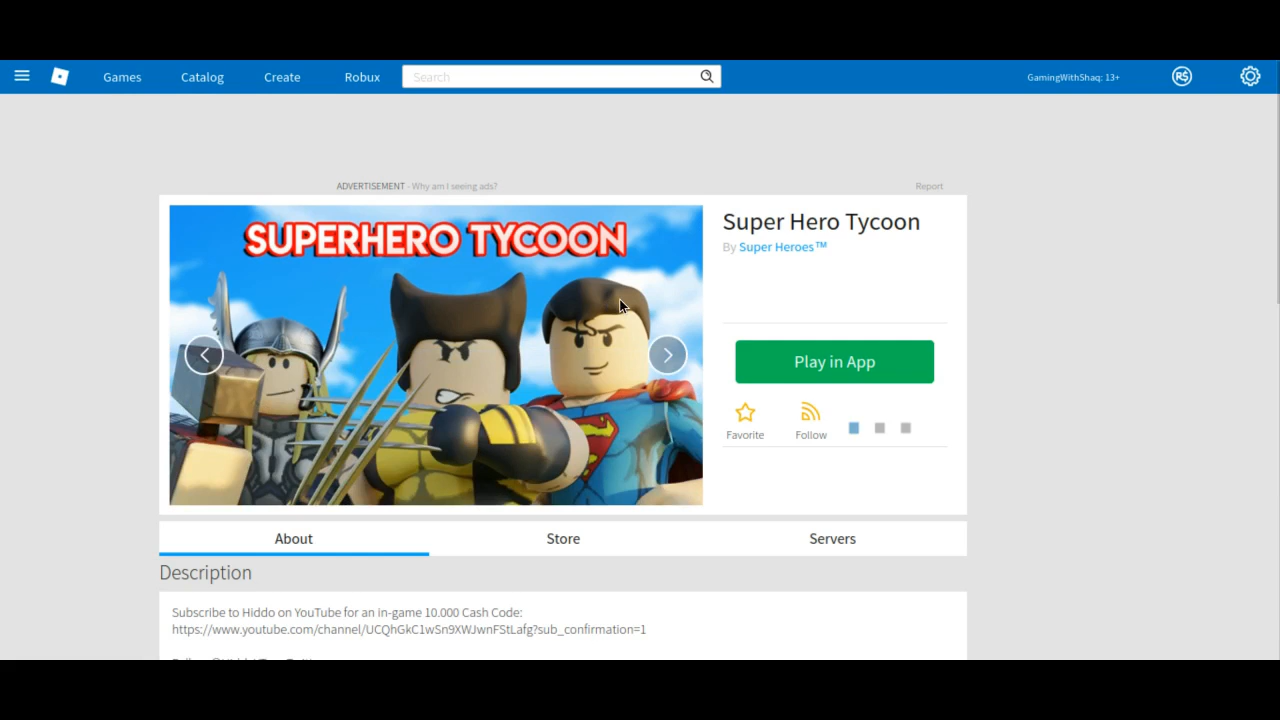 Games Catalog Create Robux Search GamingWithShaq: 13+
ADVERTISEMENT - Why am I seeing ads? Report
SUPERHERO TYCOON
Super Hero Tycoon
By Super Heroes™
Play in App
Favorite Follow
About Store Servers
Description
Subscribe to Hiddo on YouTube for an in-game 10.000 Cash Code:
https://www.youtube.com/channel/UCQhGkC1wSn9XWJwnFStLafg?sub_confirmation=1